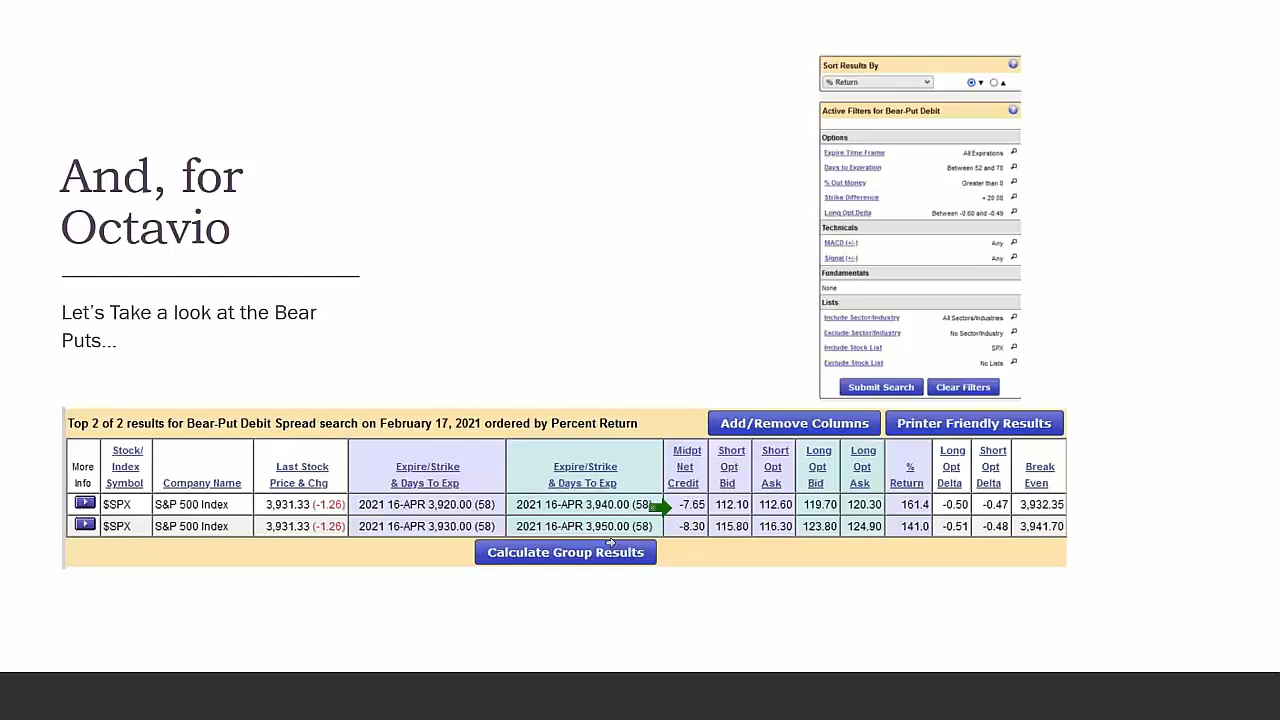 And, for
Octavio
Let's Take a look at the Bear
Puts...
Sort Results By
% Return
Active Filters for Bear-Put Debit
Options
Expire Time Frame All Expirations
Days to Expiration Between 52 and 70
% Out Money Greater than 0
Strike Difference = 20.00
Long Opt Delta Between -0.60 and -0.49
Technicals
MACD (+/-) Any
Signal (+/-) Any
Fundamentals
None
Lists
Include Sector/Industry All Sectors/Industries
Exclude Sector/Industry No Sector/Industry
Include Stock List SPX
Exclude Stock List No Lists
Submit Search Clear Filters
Top 2 of 2 results for Bear-Put Debit Spread search on February 17, 2021 ordered by Percent Return Add/Remove Columns Printer Friendly Results
More Info Stock/ Index Symbol Company Name Last Stock Price & Chg Expire/Strike & Days To Exp Expire/Strike & Days To Exp Midpt Net Credit Short Opt Bid Short Opt Ask Long Opt Bid Long Opt Ask % Return Long Opt Delta Short Opt Delta Break Even
$SPX S&P 500 Index 3,931.33 (-1.26) 2021 16-APR 3,920.00 (58) 2021 16-APR 3,940.00 (58) -7.65 112.10 112.60 119.70 120.30 161.4 -0.50 -0.47 3,932.35
$SPX S&P 500 Index 3,931.33 (-1.26) 2021 16-APR 3,930.00 (58) 2021 16-APR 3,950.00 (58) -8.30 115.80 116.30 123.80 124.90 141.0 -0.51 -0.48 3,941.70
Calculate Group Results